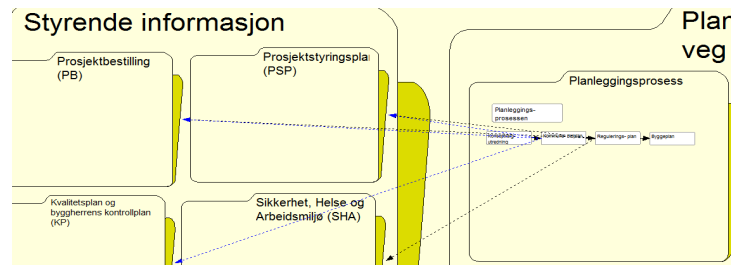 Styrende informasjon
Prosjektbestilling
(PB)
Prosjektstyringspla
(PSP)
Kvalitetsplan og
byggherrens kontrollplan
(KP)
Sikkerhet, Helse og
Arbeidsmiljø (SHA)
Plan
veg
Planleggingsprosess
Planleggings-
prosessen
utredning
Regulerings- plan
Byggeplan